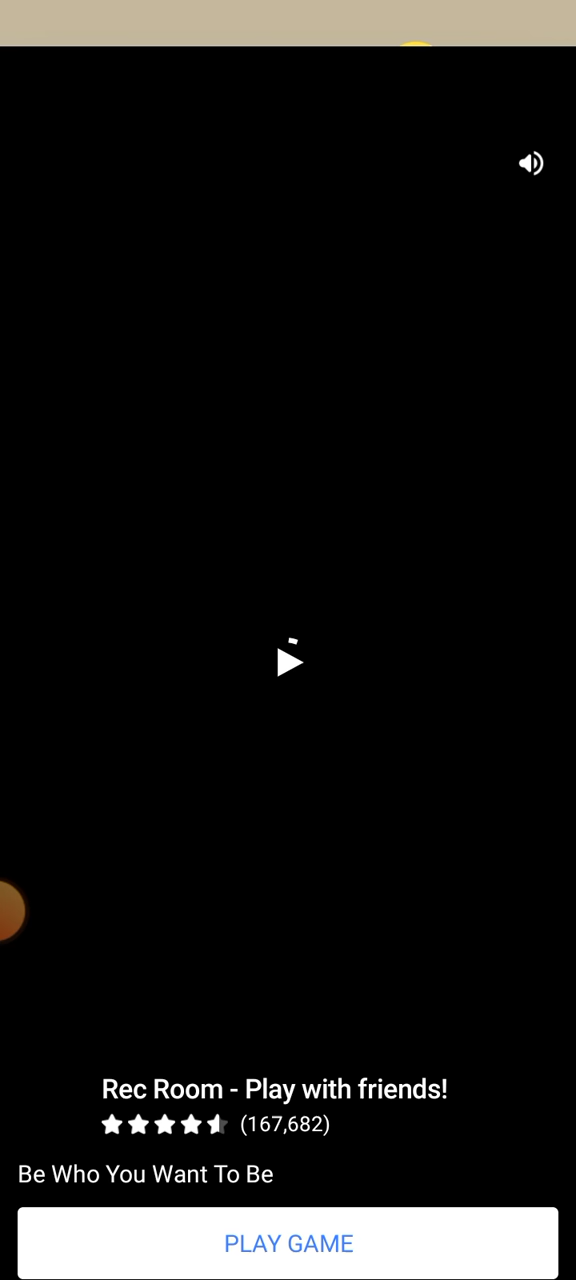 Rec Room - Play with friends!
(167,682)
Be Who You Want To Be
PLAY GAME